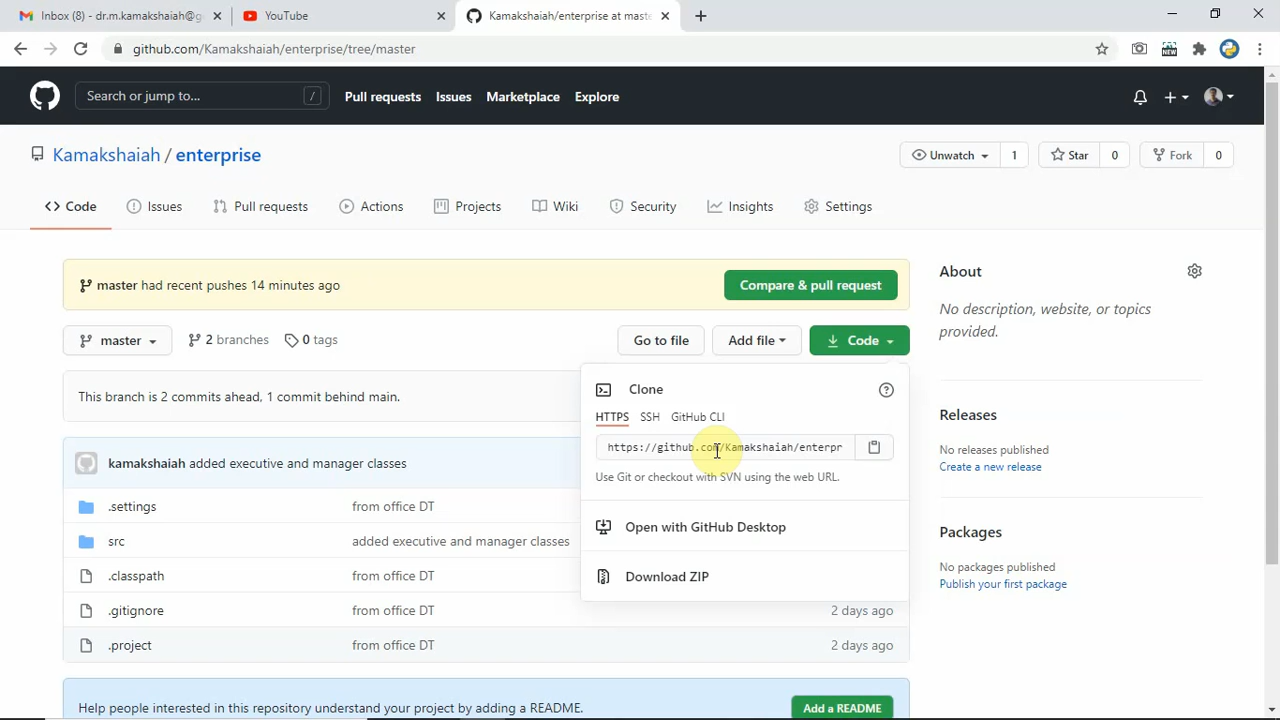 Inbox (8) - dr.m.kamakshaiah@g
YouTube
Kamakshaiah/enterprise at mast
github.com/Kamakshaiah/enterprise/tree/master
NEW
Search or jump to...
/
Pull requests
Issues
Marketplace
Explore
Kamakshaiah / enterprise
Unwatch
1
Star
0
Fork
0
Code
Issues
Pull requests
Actions
Projects
Wiki
Security
Insights
Settings
master had recent pushes 14 minutes ago
Compare & pull request
master
2 branches
0 tags
Go to file
Add file
Code
This branch is 2 commits ahead, 1 commit behind main.
Clone
HTTPS SSH GitHub CLI
https://github.com/Kamakshaiah/enterpr
Use Git or checkout with SVN using the web URL.
Open with GitHub Desktop
Download ZIP
kamakshaiah added executive and manager classes
.settings
from office DT
src
added executive and manager classes
.classpath
from office DT
.gitignore
from office DT
2 days ago
.project
from office DT
2 days ago
Help people interested in this repository understand your project by adding a README.
Add a README
About
No description, website, or topics
provided.
Releases
No releases published
Create a new release
Packages
No packages published
Publish your first package